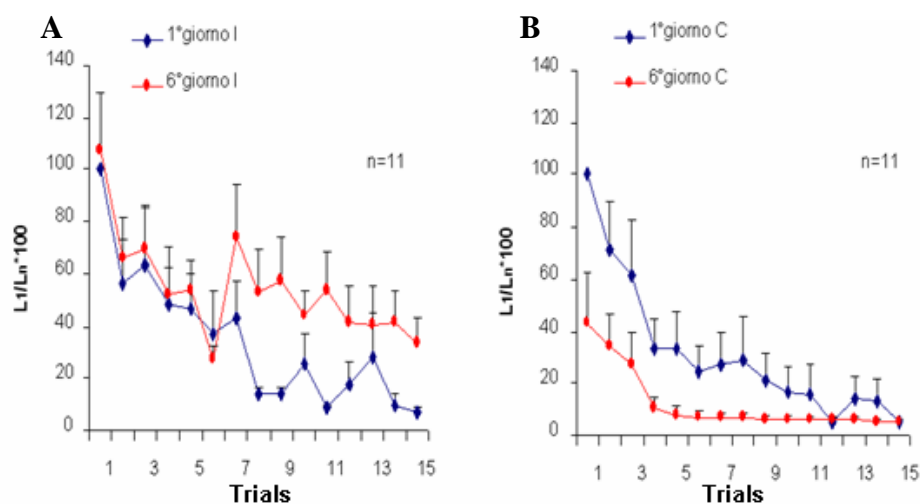 A
1°giorno I
6°giorno I
140
120
100
80
60
40
20
0
L1/Ln*100
n=11
1 3 5 7 9 11 13 15
Trials
B
1°giorno C
6°giorno C
140
120
100
80
60
40
20
0
L1/Ln*100
n=11
1 3 5 7 9 11 13 15
Trials